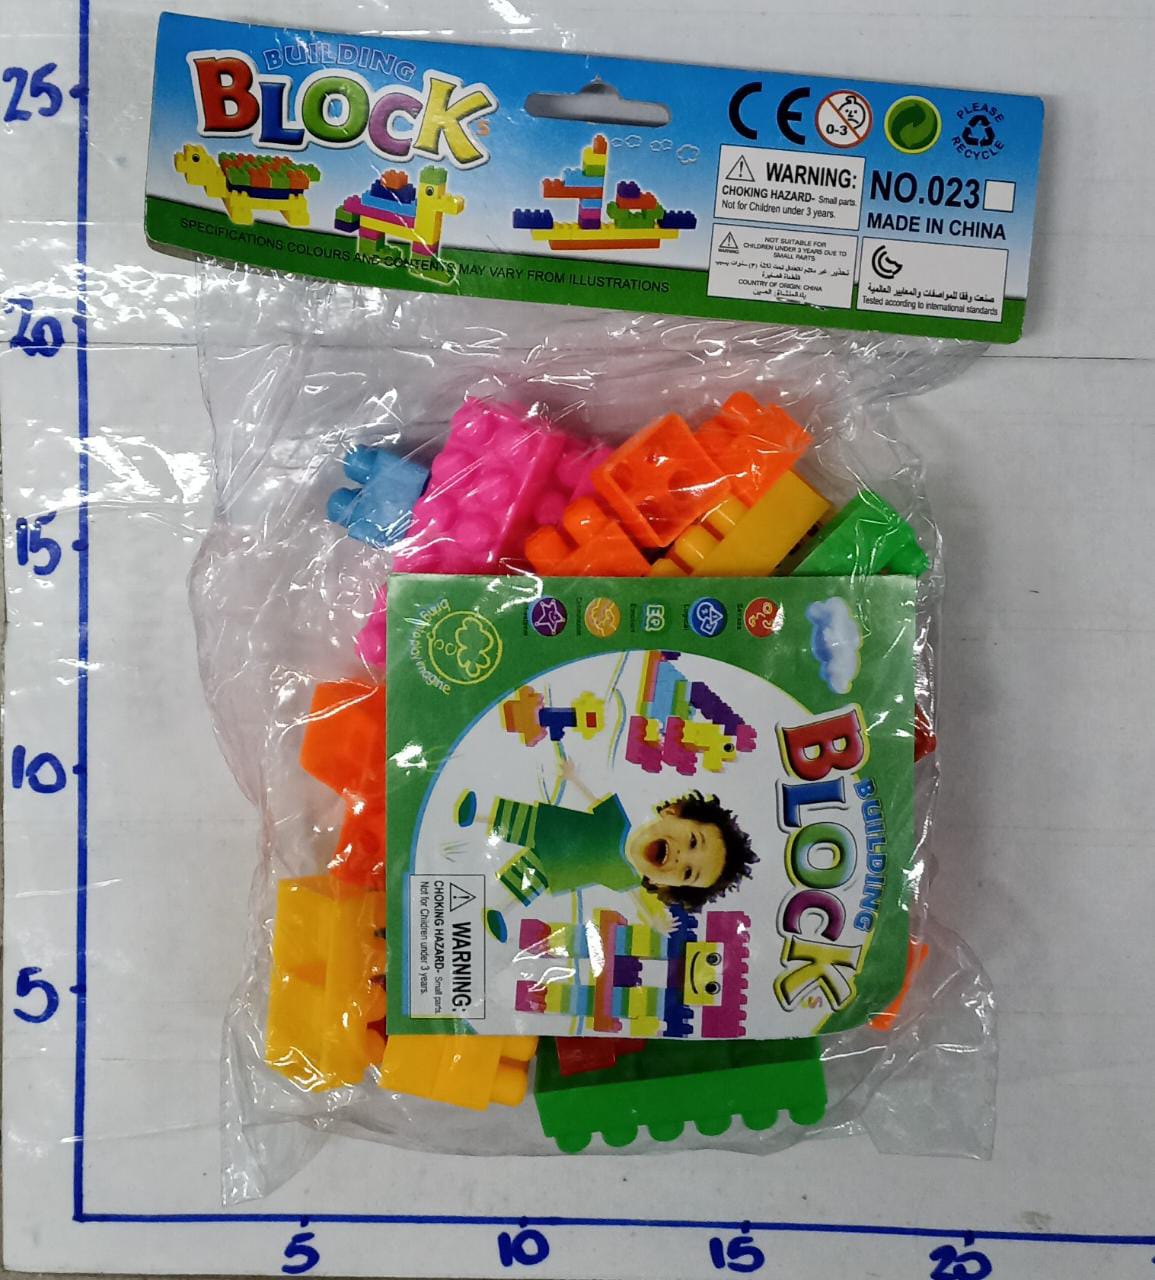 25
20
15
10
5
5
10
15
20
BUILDING
BLOCKS
SPECIFICATIONS COLOURS AND CONTENTS MAY VARY FROM ILLUSTRATIONS
CE
0-3
PLEASE
RECYCLE
WARNING:
CHOKING HAZARD- Small parts.
Not for Children under 3 years.
NO.023
MADE IN CHINA
WARNING
NOT SUITABLE FOR
CHILDREN UNDER 3 YEARS DUE TO
SMALL PARTS
COUNTRY OF ORIGIN: CHINA
صنعت وفقا للمواصفات والمعايير العالمية
Tested according to international standards
EQ
BUILDING
BLOCKS
WARNING:
CHOKING HAZARD- Small parts.
Not for Children under 3 years.